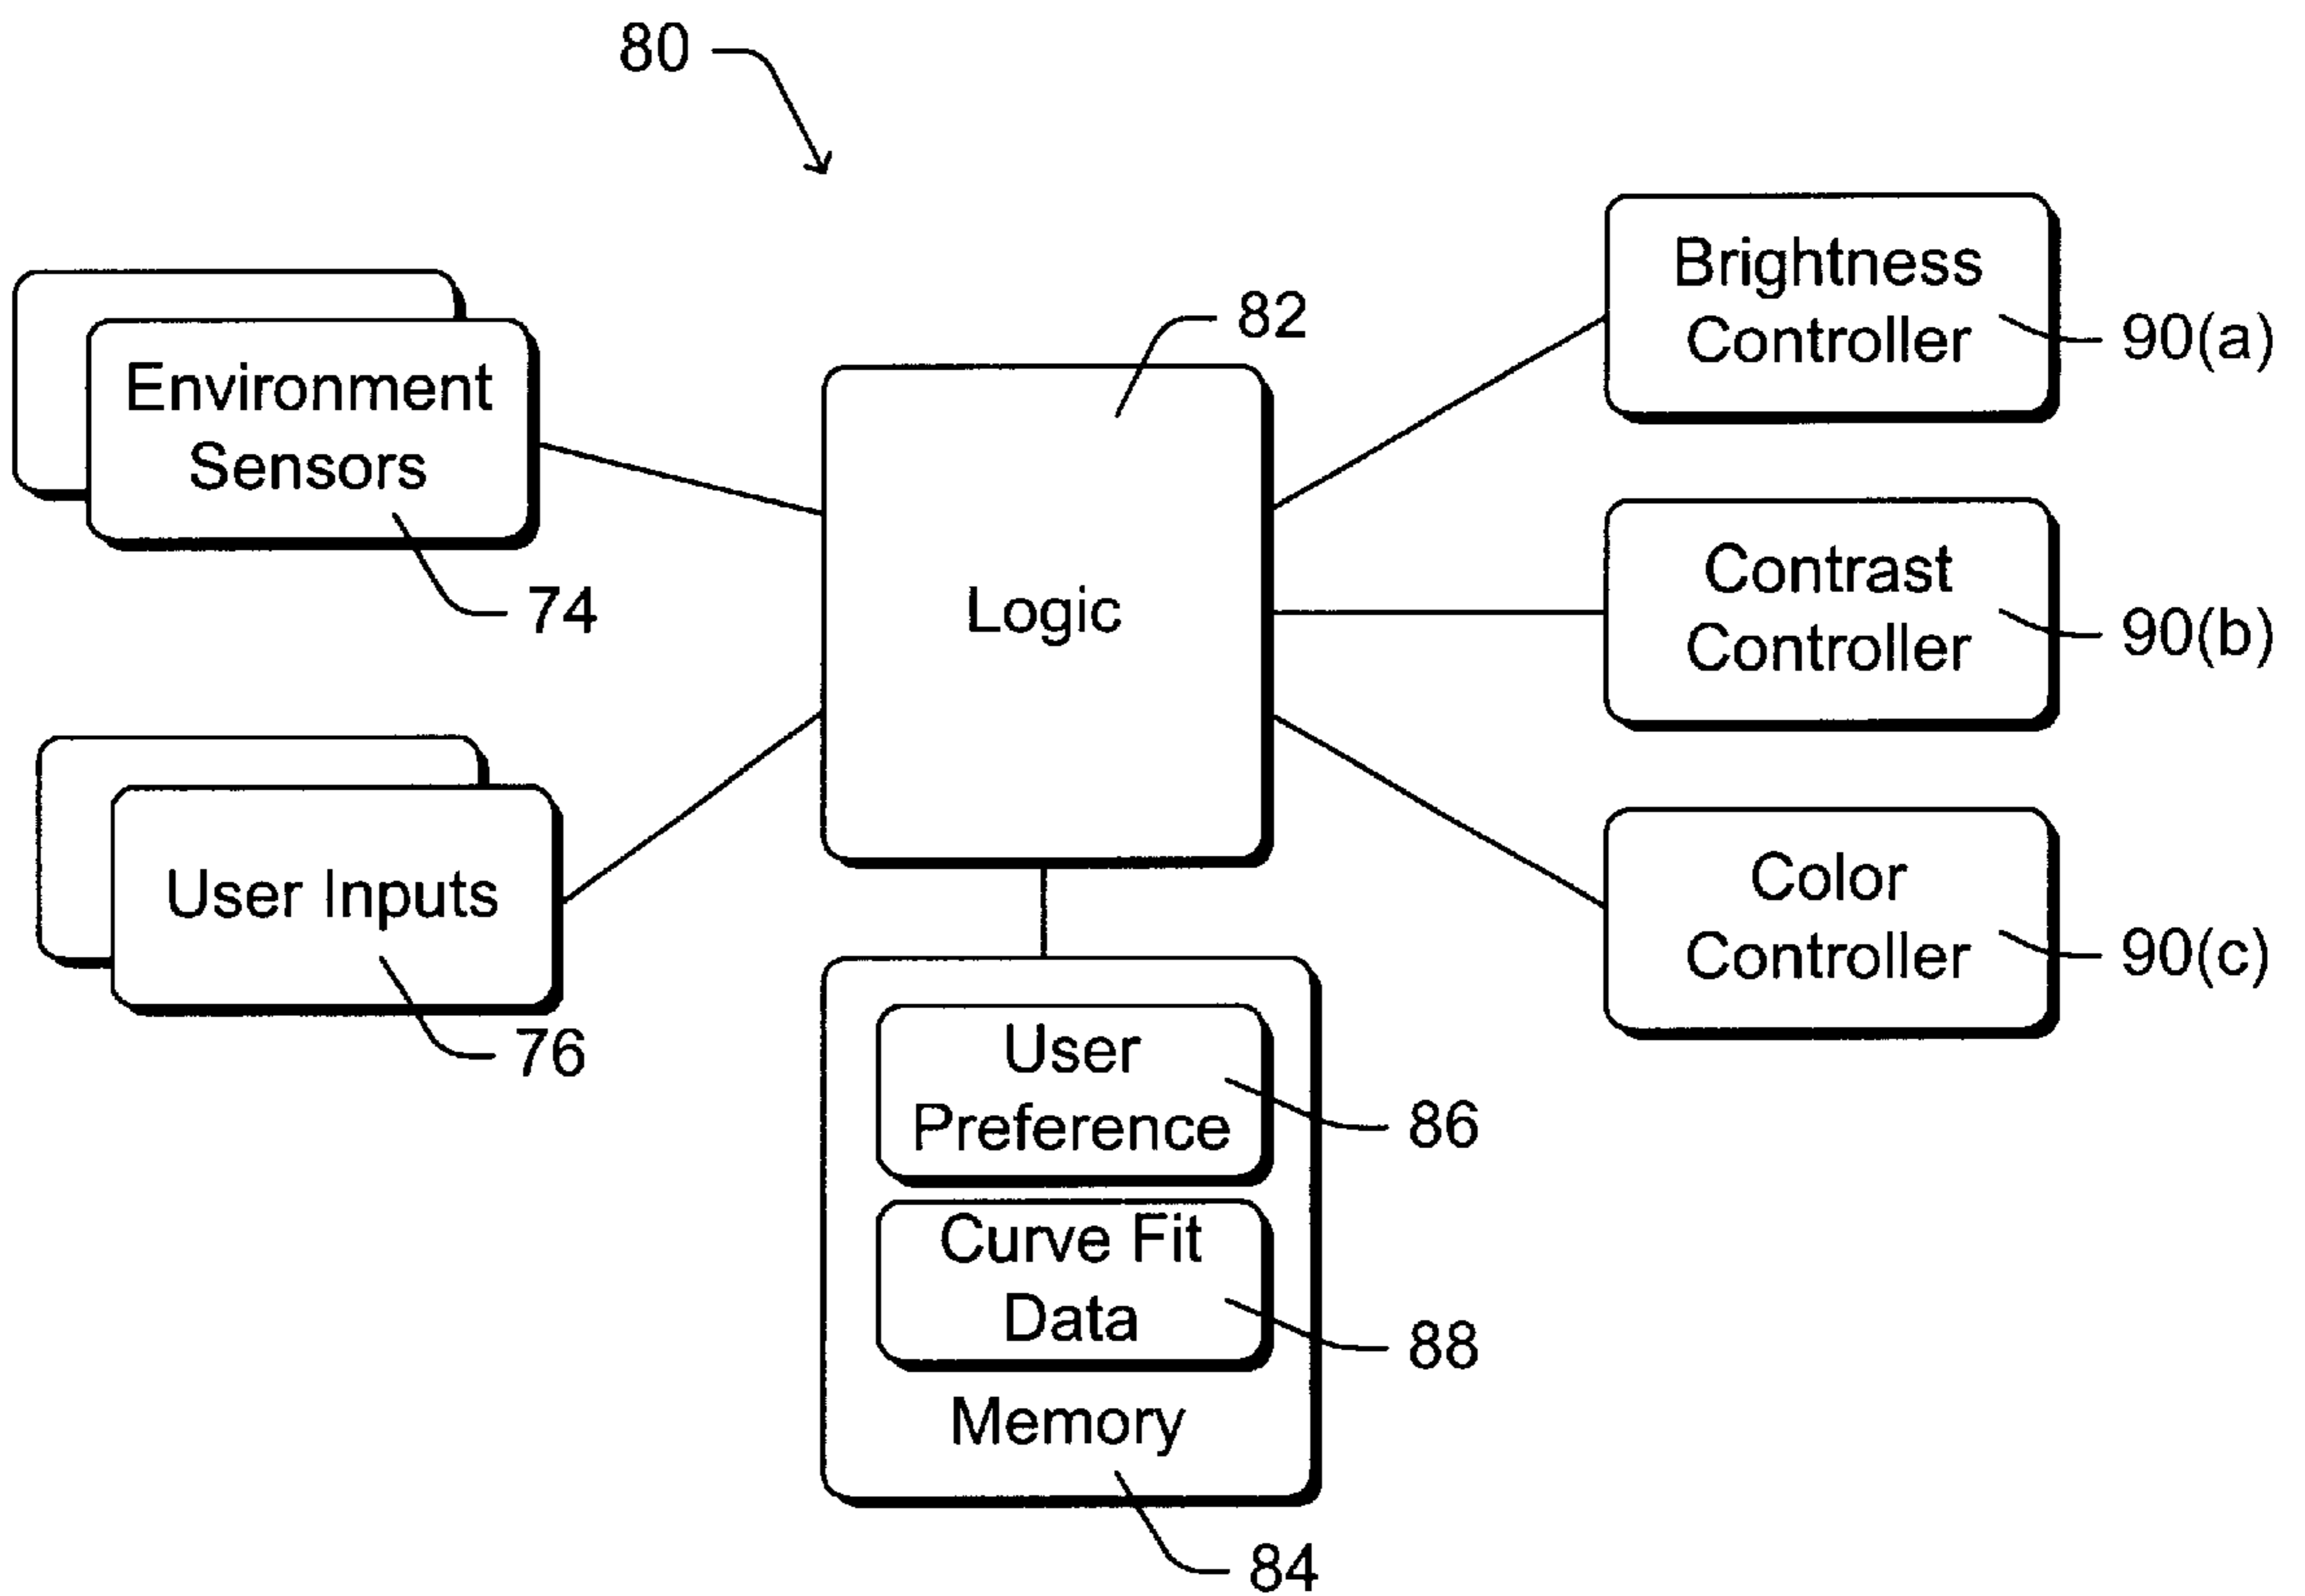 80
Brightness
Controller
90(a)
82
Environment
Sensors
74
Logic
Contrast
Controller
90(b)
User Inputs
76
Color
Controller
90(c)
User
Preference
86
Curve Fit
Data
88
Memory
84